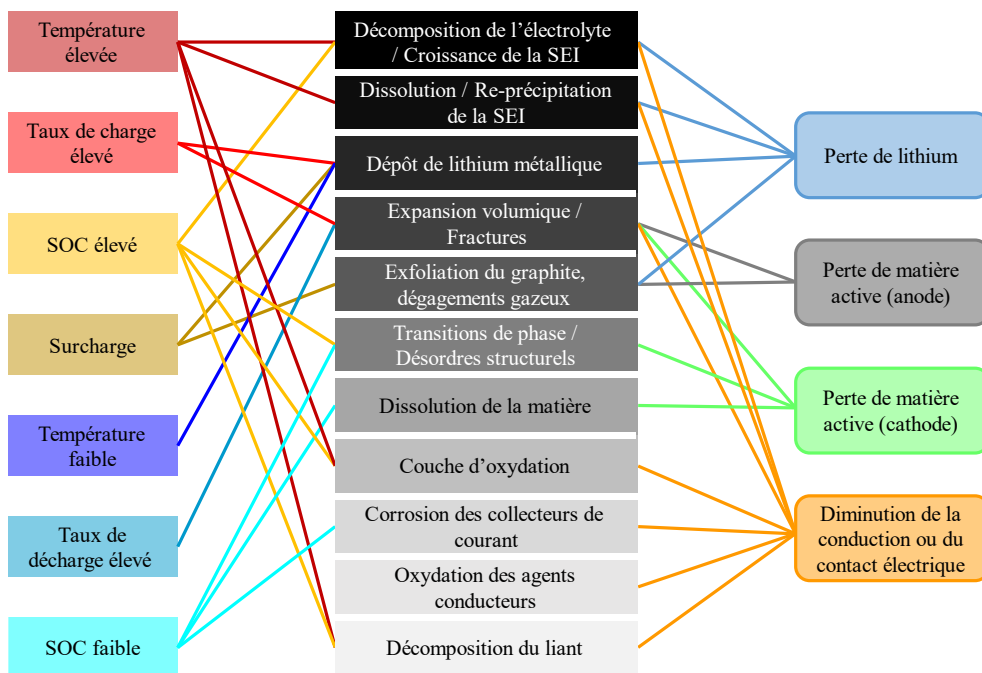 Température
élevée
Taux de charge
élevé
SOC élevé
Surcharge
Température
faible
Taux de
décharge élevé
SOC faible
Décomposition de l’électrolyte
/ Croissance de la SEI
Dissolution / Re-précipitation
de la SEI
Dépôt de lithium métallique
Expansion volumique /
Fractures
Exfoliation du graphite,
dégagements gazeux
Transitions de phase /
Désordres structurels
Dissolution de la matière
Couche d’oxydation
Corrosion des collecteurs de
courant
Oxydation des agents
conducteurs
Décomposition du liant
Perte de lithium
Perte de matière
active (anode)
Perte de matière
active (cathode)
Diminution de la
conduction ou du
contact électrique